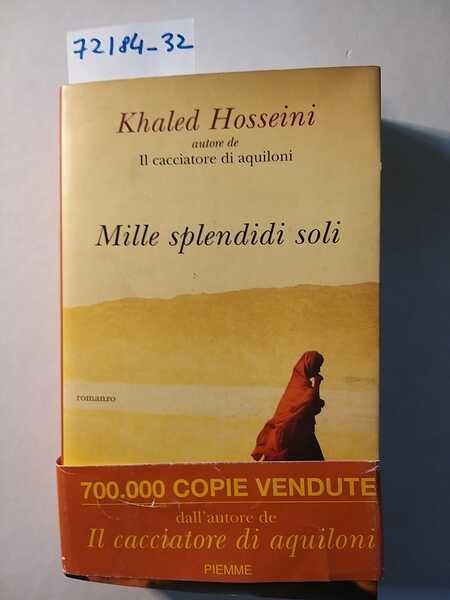 72184-32
Khaled Hosseini
autore de
Il cacciatore di aquiloni
Mille splendidi soli
romanzo
700.000 COPIE VENDUTE
dall'autore de
Il cacciatore di aquiloni
PIEMME